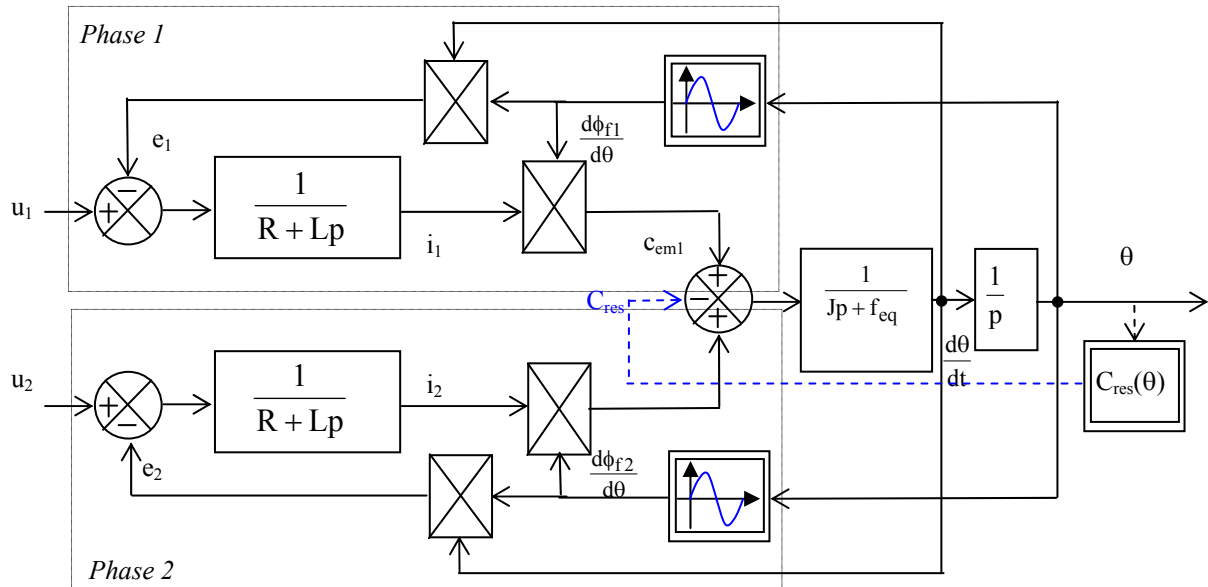 Phase 1
e1
dϕf1
dθ
u1
+
−
1
R + Lp
i1
cem1
+
−
+
Cres
1
Jp + feq
1
p
θ
dθ
dt
Cres(θ)
u2
+
−
1
R + Lp
i2
e2
dϕf2
dθ
Phase 2